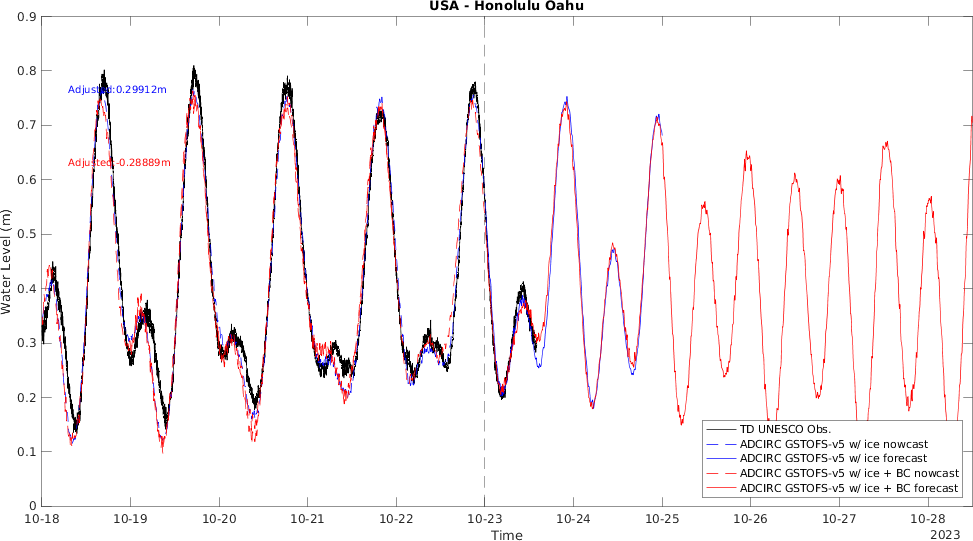 USA - Honolulu Oahu
0.9
0.8
0.7
0.6
0.5
0.4
0.3
0.2
0.1
0
Water Level (m)
Adjusted:0.29912m
Adjusted:-0.28889m
TD UNESCO Obs.
ADCIRC GSTOFS-v5 w/ ice nowcast
ADCIRC GSTOFS-v5 w/ ice forecast
ADCIRC GSTOFS-v5 w/ ice + BC nowcast
ADCIRC GSTOFS-v5 w/ ice + BC forecast
10-18 10-19 10-20 10-21 10-22 10-23 10-24 10-25 10-26 10-27 10-28
2023
Time